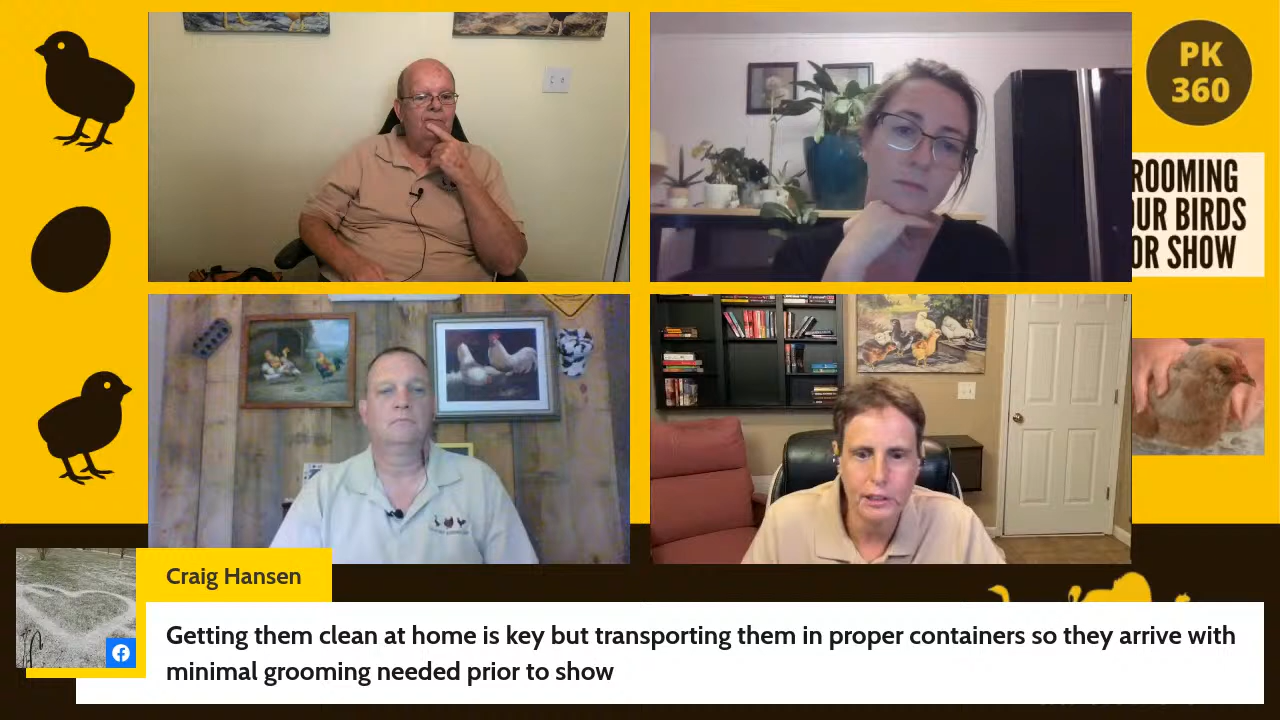 PK
360
ROOMING
UR BIRDS
OR SHOW
Craig Hansen
Getting them clean at home is key but transporting them in proper containers so they arrive with
minimal grooming needed prior to show